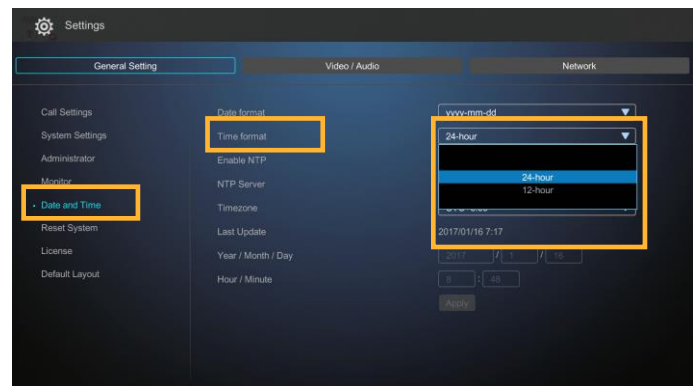 Settings
General Setting Video / Audio Network
Call Settings Date format yyyy-mm-dd
System Settings Time format 24-hour
Administrator Enable NTP
Monitor NTP Server 24-hour
12-hour
Date and Time Timezone
Reset System Last Update 2017/01/16 7:17
License Year / Month / Day 2017 / 1 / 16
Default Layout Hour / Minute 8 : 48
Apply